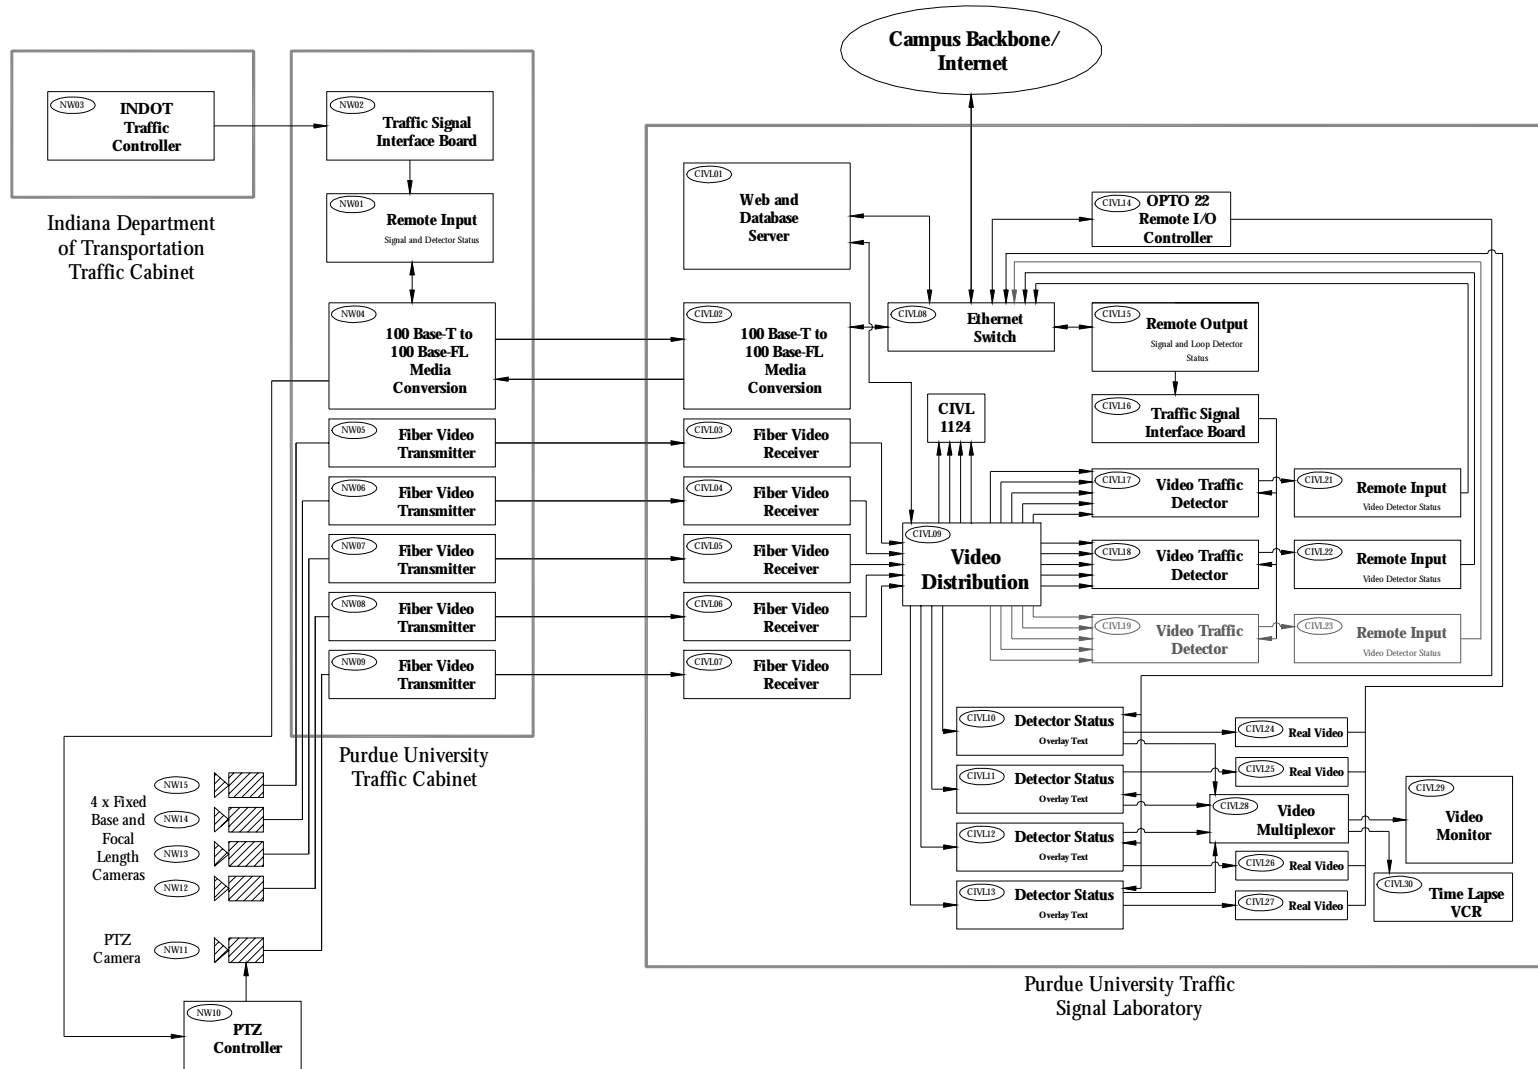 Campus Backbone/
Internet
NW03
INDOT
Traffic
Controller
Indiana Department
of Transportation
Traffic Cabinet
NW02
Traffic Signal
Interface Board
NW01
Remote Input
Signal and Detector Status
NW04
100 Base-T to
100 Base-FL
Media
Conversion
NW05
Fiber Video
Transmitter
NW06
Fiber Video
Transmitter
NW07
Fiber Video
Transmitter
NW08
Fiber Video
Transmitter
NW09
Fiber Video
Transmitter
Purdue University
Traffic Cabinet
NW15
NW14
NW13
NW12
4 x Fixed
Base and
Focal
Length
Cameras
PTZ
Camera
NW11
NW10
PTZ
Controller
CIVL01
Web and
Database
Server
CIVL02
100 Base-T to
100 Base-FL
Media
Conversion
CIVL03
Fiber Video
Receiver
CIVL04
Fiber Video
Receiver
CIVL05
Fiber Video
Receiver
CIVL06
Fiber Video
Receiver
CIVL07
Fiber Video
Receiver
CIVL08
Ethernet
Switch
CIVL
1124
CIVL09
Video
Distribution
CIVL14
OPTO 22
Remote I/O
Controller
CIVL15
Remote Output
Signal and Loop Detector
Status
CIVL16
Traffic Signal
Interface Board
CIVL17
Video Traffic
Detector
CIVL21
Remote Input
Video Detector Status
CIVL18
Video Traffic
Detector
CIVL22
Remote Input
Video Detector Status
CIVL19
Video Traffic
Detector
CIVL23
Remote Input
Video Detector Status
CIVL10
Detector Status
Overlay Text
CIVL11
Detector Status
Overlay Text
CIVL12
Detector Status
Overlay Text
CIVL13
Detector Status
Overlay Text
CIVL24
Real Video
CIVL25
Real Video
CIVL28
Video
Multiplexor
CIVL26
Real Video
CIVL27
Real Video
CIVL29
Video
Monitor
CIVL30
Time Lapse
VCR
Purdue University Traffic
Signal Laboratory